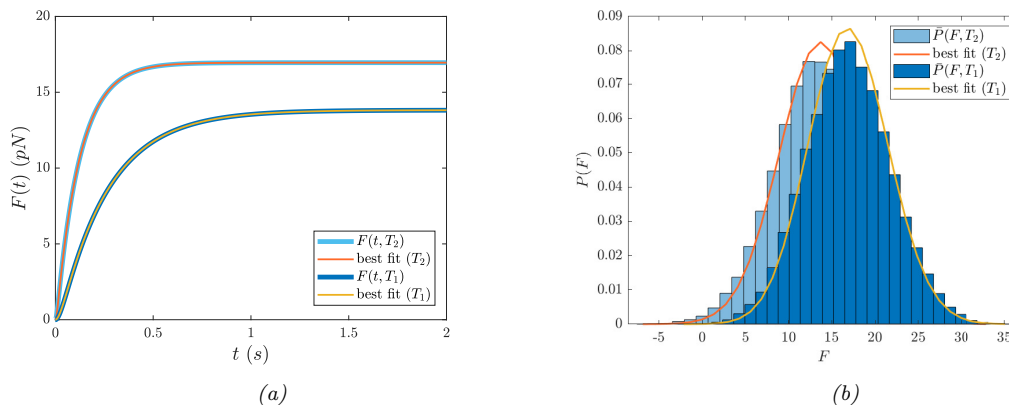 20
15
10
5
0
0
0.5
1
1.5
2
F(t) (pN)
t (s)
F(t, T₂)
best fit (T₂)
F(t, T₁)
best fit (T₁)
(a)
0.09
0.08
0.07
0.06
0.05
0.04
0.03
0.02
0.01
0
-5
0
5
10
15
20
25
30
35
P(F)
F
P̄(F, T₂)
best fit (T₂)
P̄(F, T₁)
best fit (T₁)
(b)